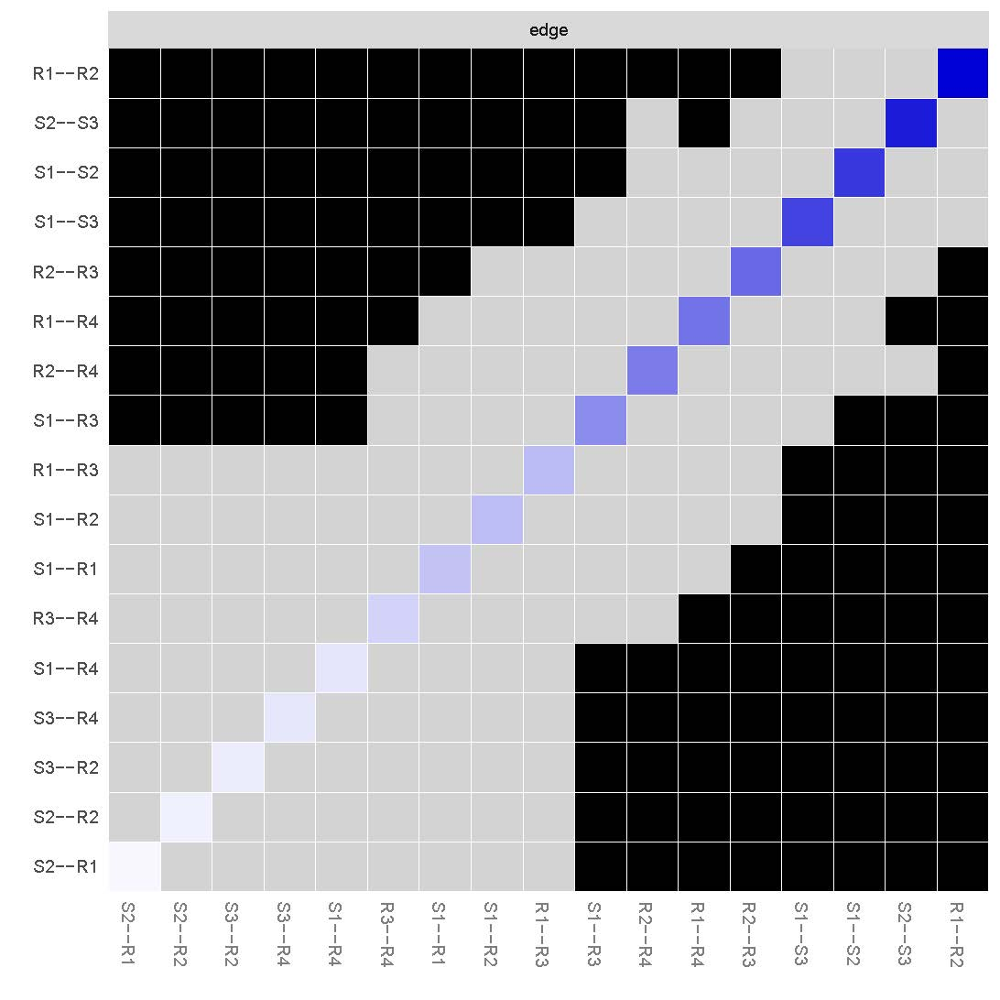 edge
R1--R2
S2--S3
S1--S2
S1--S3
R2--R3
R1--R4
R2--R4
S1--R3
R1--R3
S1--R2
S1--R1
R3--R4
S1--R4
S3--R4
S3--R2
S2--R2
S2--R1
S2--R1
S2--R2
S3--R2
S3--R4
S1--R4
R3--R4
S1--R1
S1--R2
R1--R3
S1--R3
R2--R4
R1--R4
R2--R3
S1--S3
S1--S2
S2--S3
R1--R2